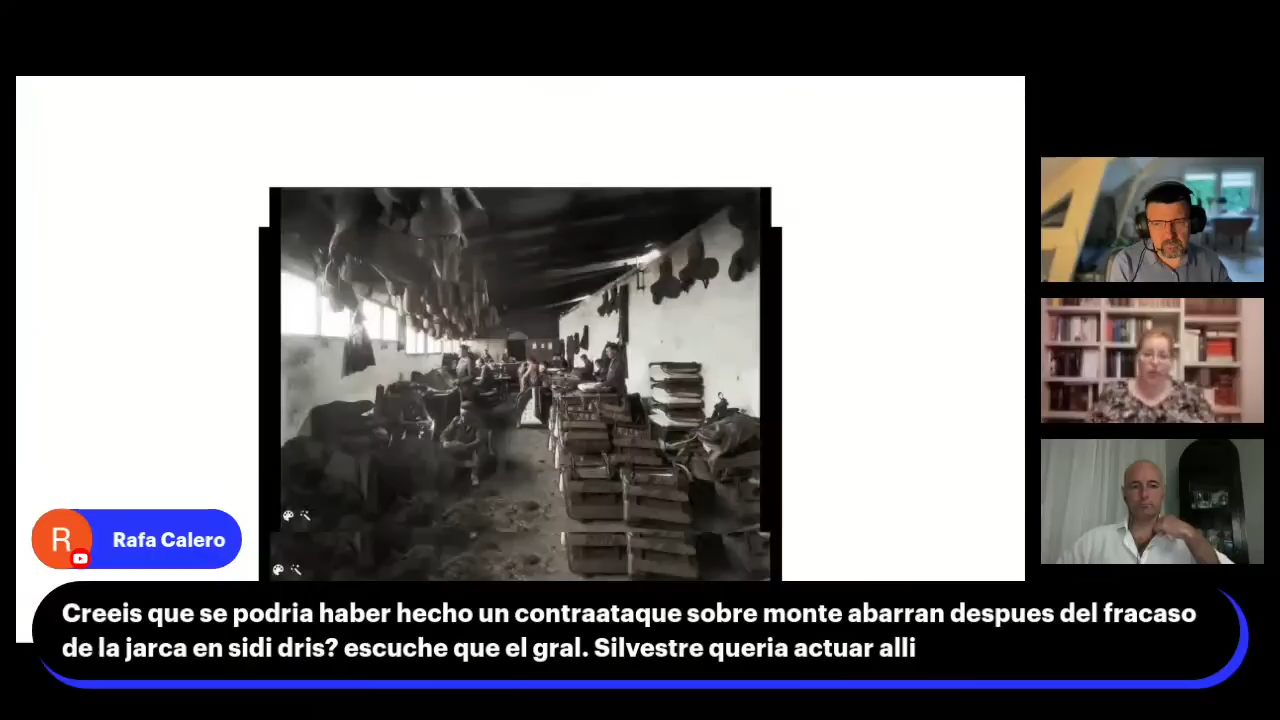 R
Rafa Calero
Creeis que se podria haber hecho un contraataque sobre monte abarran despues del fracaso
de la jarca en sidi dris? escuche que el gral. Silvestre queria actuar alli